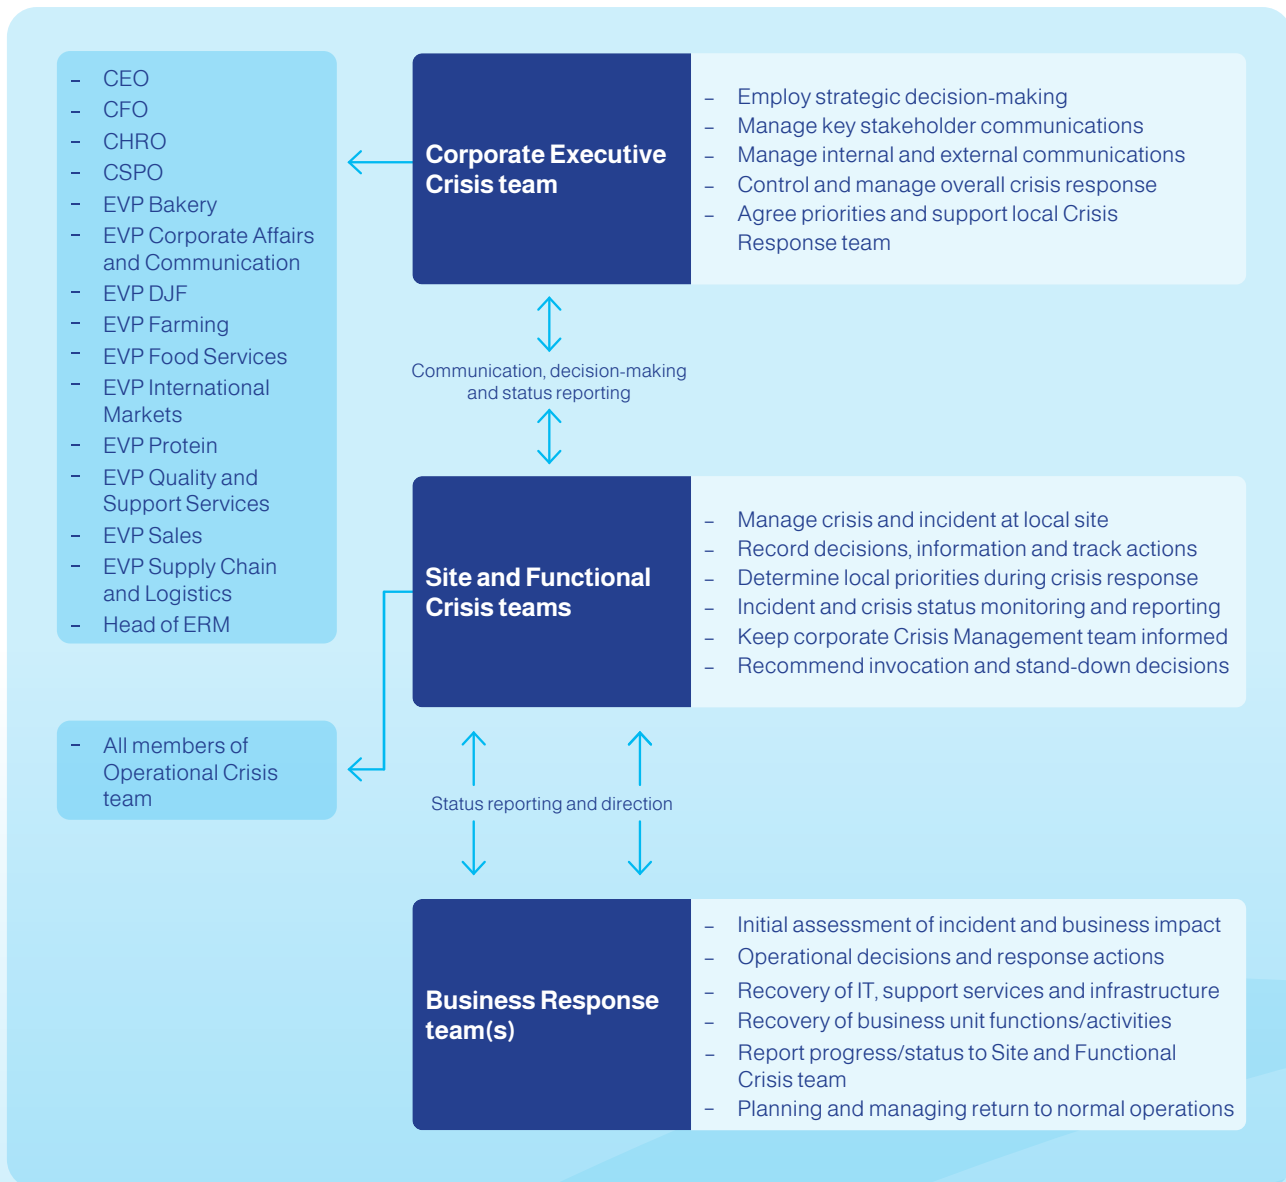 – CEO
– CFO
– CHRO
– CSPO
– EVP Bakery
– EVP Corporate Affairs
and Communication
– EVP DJF
– EVP Farming
– EVP Food Services
– EVP International
Markets
– EVP Protein
– EVP Quality and
Support Services
– EVP Sales
– EVP Supply Chain
and Logistics
– Head of ERM
Corporate Executive
Crisis team
– Employ strategic decision-making
– Manage key stakeholder communications
– Manage internal and external communications
– Control and manage overall crisis response
– Agree priorities and support local Crisis
Response team
Communication, decision-making
and status reporting
Site and Functional
Crisis teams
– Manage crisis and incident at local site
– Record decisions, information and track actions
– Determine local priorities during crisis response
– Incident and crisis status monitoring and reporting
– Keep corporate Crisis Management team informed
– Recommend invocation and stand-down decisions
– All members of
Operational Crisis
team
Status reporting and direction
Business Response
team(s)
– Initial assessment of incident and business impact
– Operational decisions and response actions
– Recovery of IT, support services and infrastructure
– Recovery of business unit functions/activities
– Report progress/status to Site and Functional
Crisis team
– Planning and managing return to normal operations